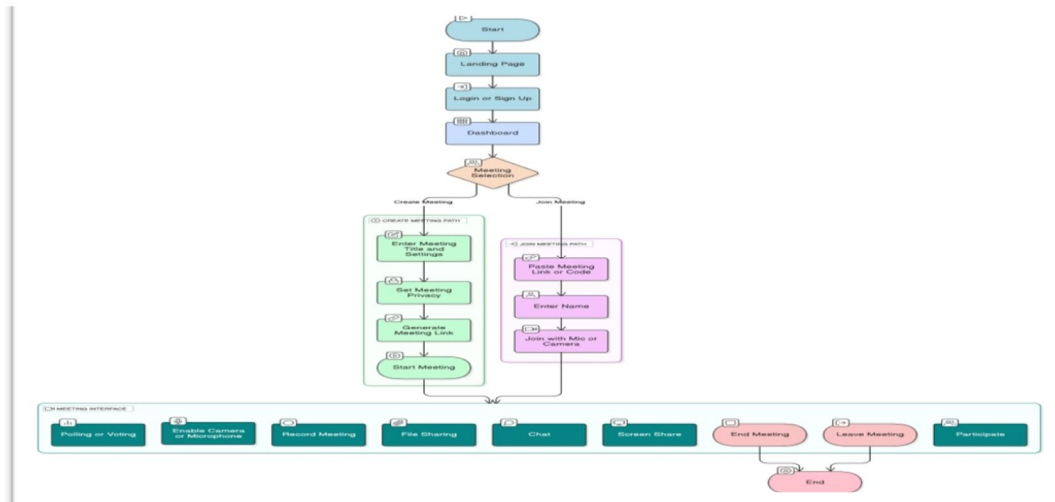 Start
Landing Page
Login or Sign Up
Dashboard
Meeting
Selection
Create Meeting
Join Meeting
CREATE MEETING PATH
Enter Meeting
Title and
Settings
Set Meeting
Privacy
Generate
Meeting Link
Start Meeting
JOIN MEETING PATH
Paste Meeting
Link or Code
Enter Name
Join with Mic or
Camera
MEETING INTERFACE
Polling or Voting
Enable Camera
or Microphone
Record Meeting
File Sharing
Chat
Screen Share
End Meeting
Leave Meeting
Participate
End